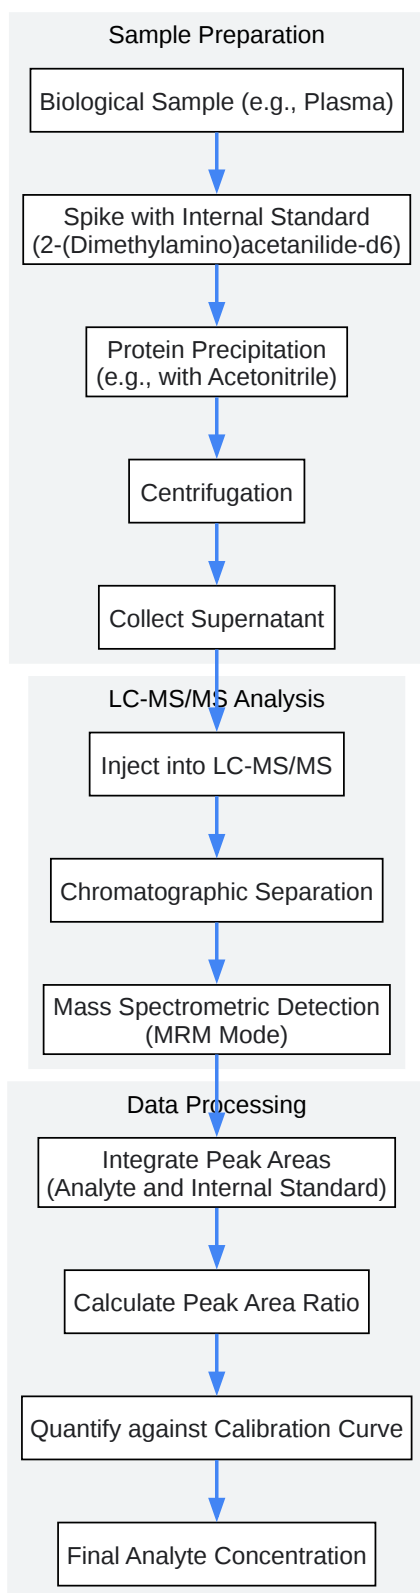 Sample Preparation
Biological Sample (e.g., Plasma)
Spike with Internal Standard
(2-(Dimethylamino)acetanilide-d6)
Protein Precipitation
(e.g., with Acetonitrile)
Centrifugation
Collect Supernatant
LC-MS/MS Analysis
Inject into LC-MS/MS
Chromatographic Separation
Mass Spectrometric Detection
(MRM Mode)
Data Processing
Integrate Peak Areas
(Analyte and Internal Standard)
Calculate Peak Area Ratio
Quantify against Calibration Curve
Final Analyte Concentration